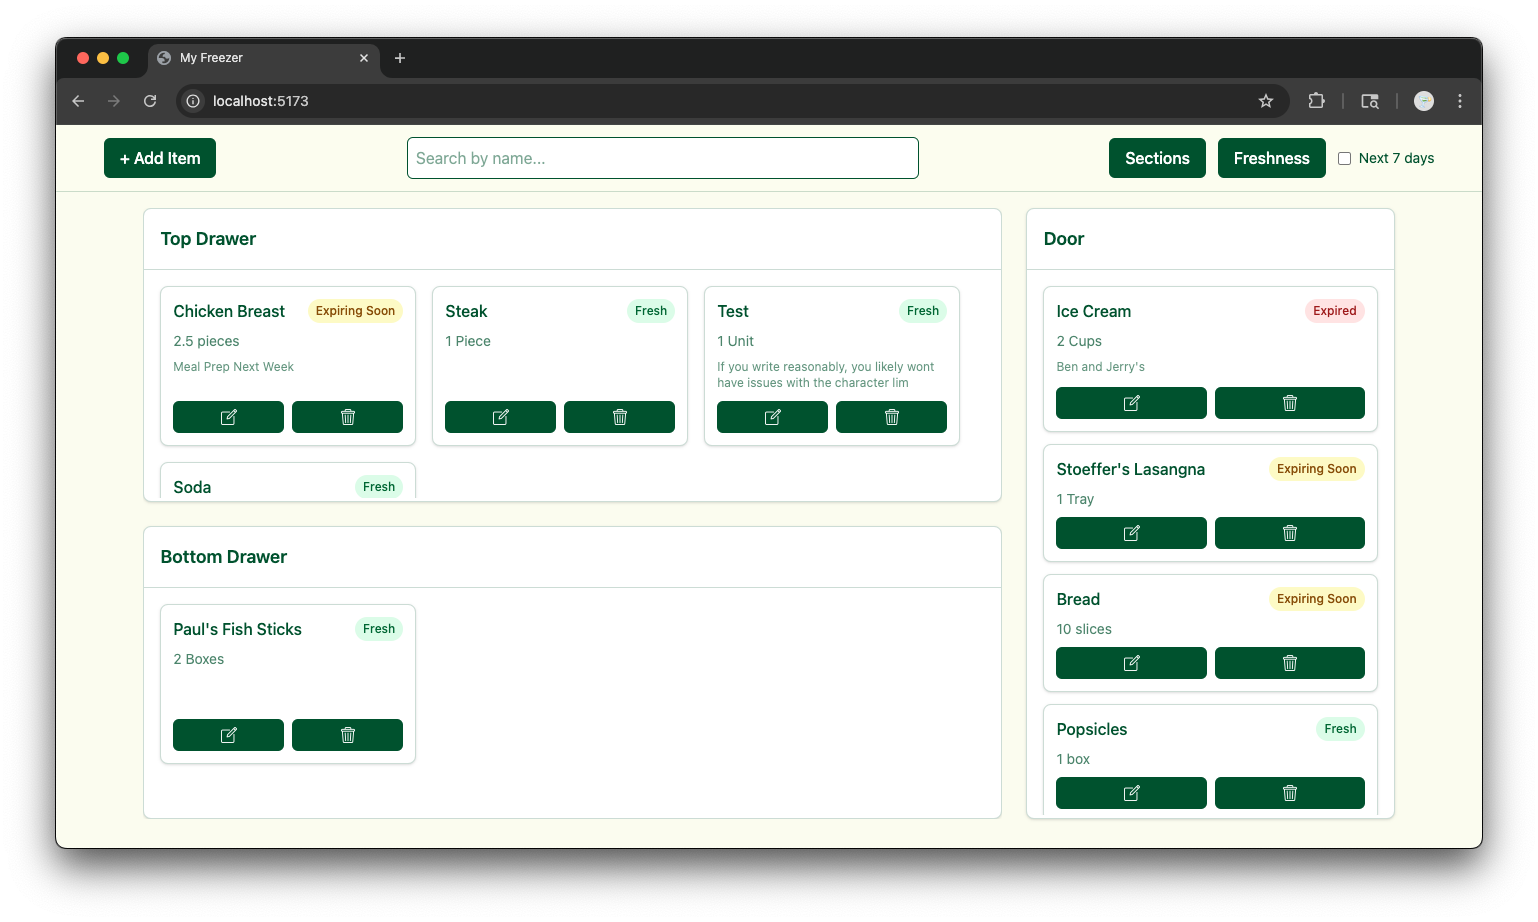 My Freezer
localhost:5173
+ Add Item
Search by name...
Sections
Freshness
Next 7 days
Top Drawer
Chicken Breast
Expiring Soon
2.5 pieces
Meal Prep Next Week
Steak
Fresh
1 Piece
Test
Fresh
1 Unit
If you write reasonably, you likely wont
have issues with the character lim
Soda
Fresh
Bottom Drawer
Paul's Fish Sticks
Fresh
2 Boxes
Door
Ice Cream
Expired
2 Cups
Ben and Jerry's
Stoeffer's Lasangna
Expiring Soon
1 Tray
Bread
Expiring Soon
10 slices
Popsicles
Fresh
1 box